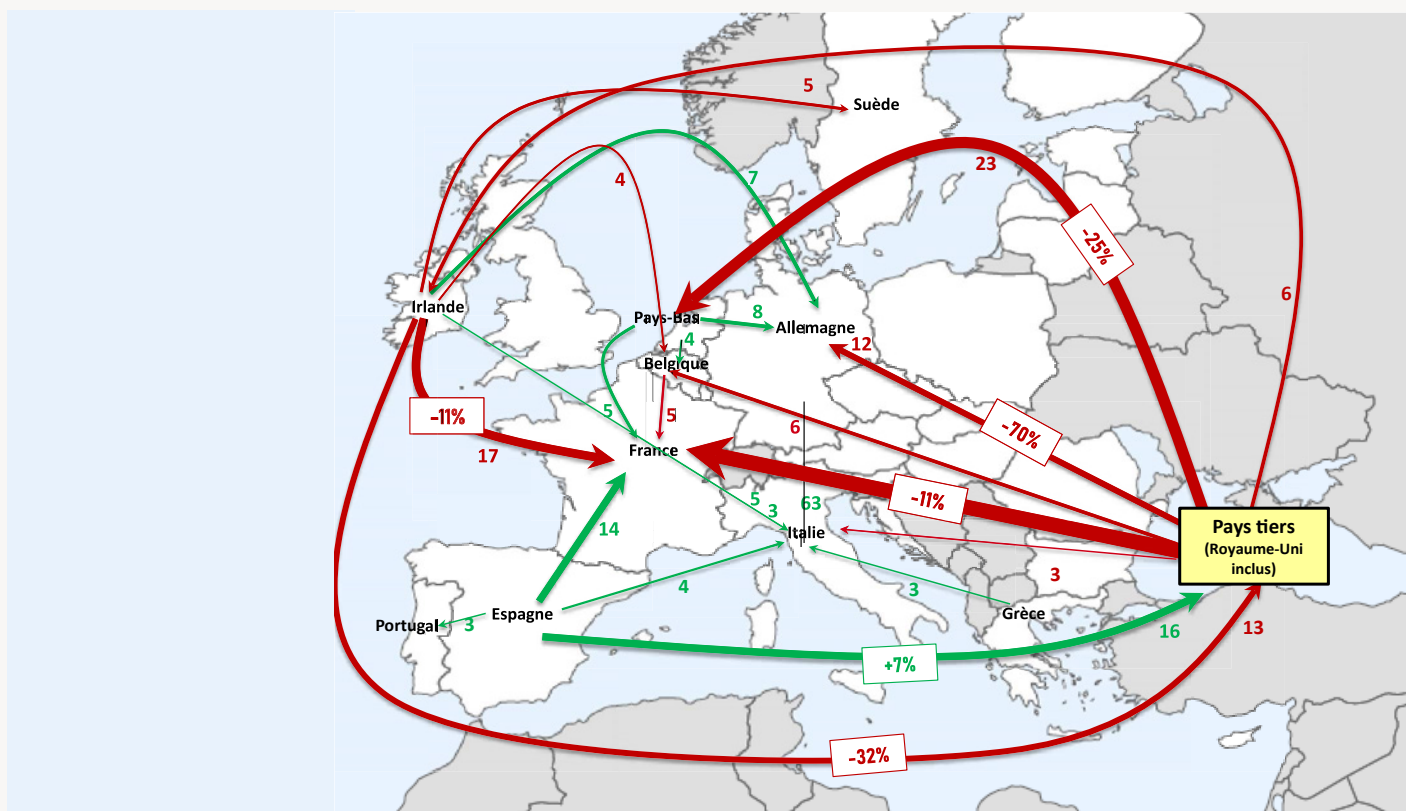 5
Suède
23
4
7
-25%
6
Irlande
Pays-Bas
8
Allemagne
4
12
Belgique
-11%
5
5
6
-70%
17
France
-11%
5
3
63
14
Italie
Pays tiers
(Royaume-Uni
inclus)
3
4
3
Espagne
Grèce
Portugal
3
16
13
+7%
-32%